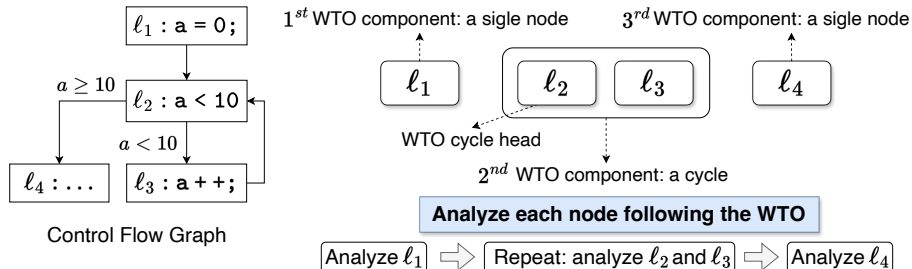 ℓ₁ : a = 0;
a ≥ 10
ℓ₂ : a < 10
a < 10
ℓ₄ : ...
ℓ₃ : a++;
Control Flow Graph
1ˢᵗ WTO component: a sigle node
3ʳᵈ WTO component: a sigle node
ℓ₁
ℓ₂
ℓ₃
ℓ₄
WTO cycle head
2ⁿᵈ WTO component: a cycle
Analyze each node following the WTO
Analyze ℓ₁
Repeat: analyze ℓ₂ and ℓ₃
Analyze ℓ₄